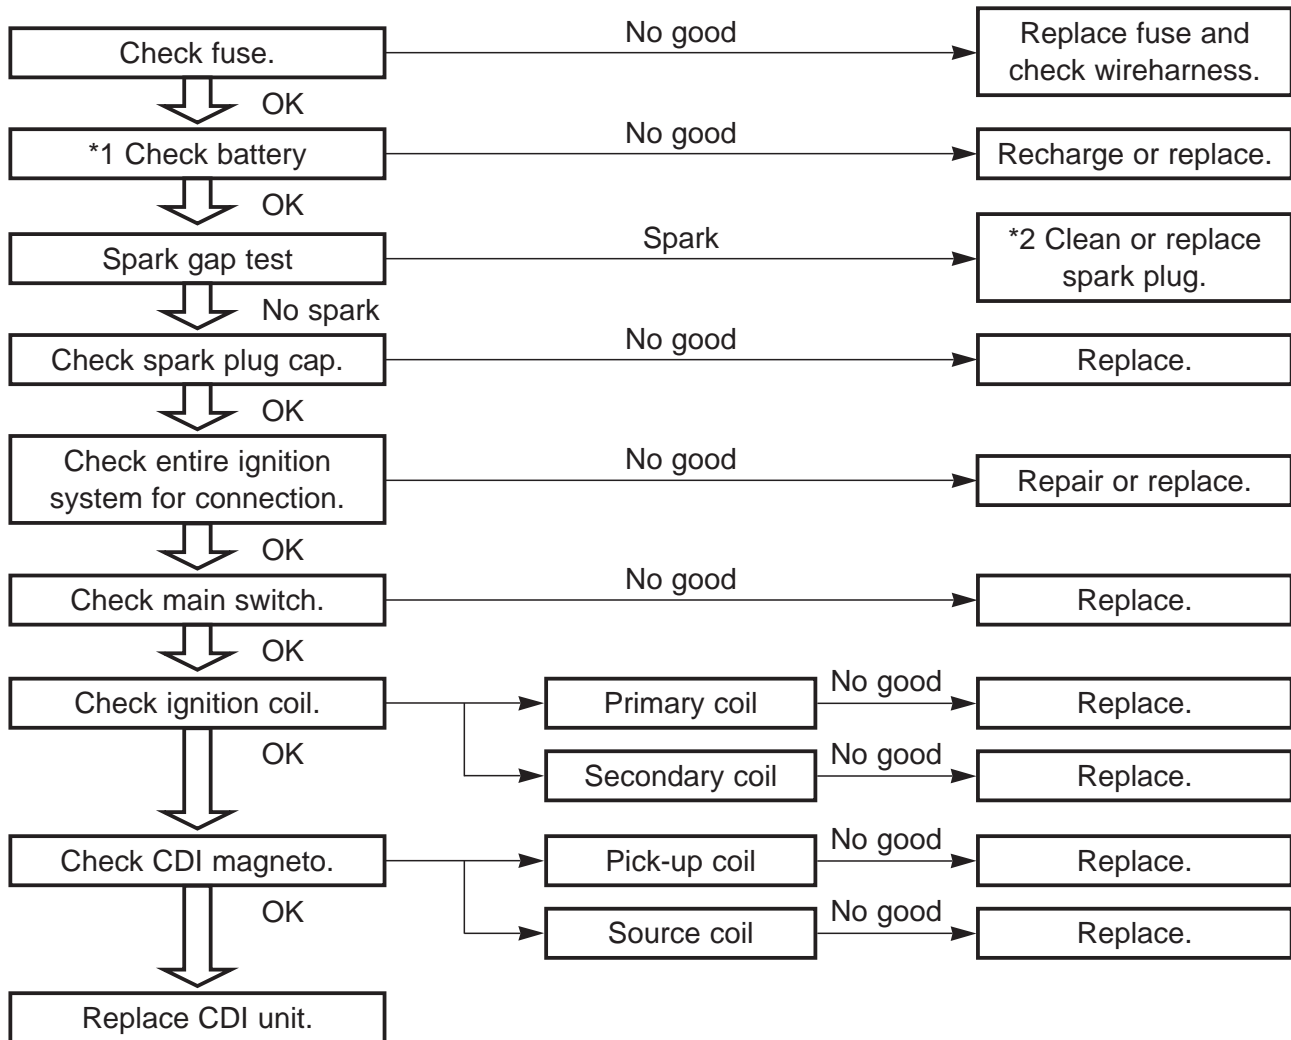 Check fuse.
No good
Replace fuse and
check wireharness.
OK
*1 Check battery
No good
Recharge or replace.
OK
Spark gap test
Spark
*2 Clean or replace
spark plug.
No spark
Check spark plug cap.
No good
Replace.
OK
Check entire ignition
system for connection.
No good
Repair or replace.
OK
Check main switch.
No good
Replace.
OK
Check ignition coil.
Primary coil
No good
Replace.
OK
Secondary coil
No good
Replace.
Check CDI magneto.
Pick-up coil
No good
Replace.
OK
Source coil
No good
Replace.
Replace CDI unit.